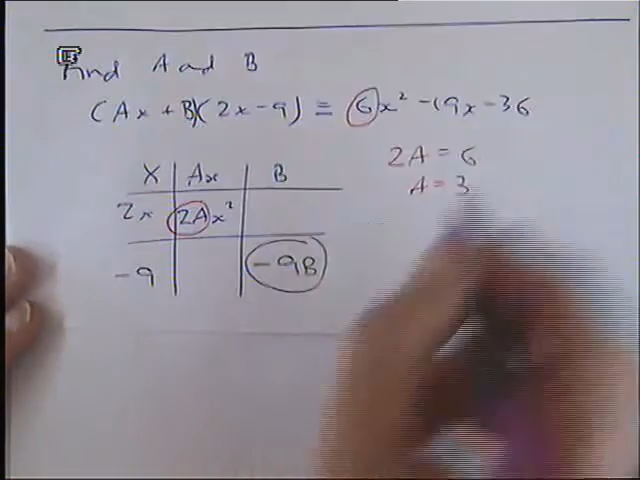 Find A and B
(Ax + B)(2x - 9) ≡ 6x² - 19x - 36
2A = 6
A = 3
X Ax B
2x 2Ax²
-9 -9B